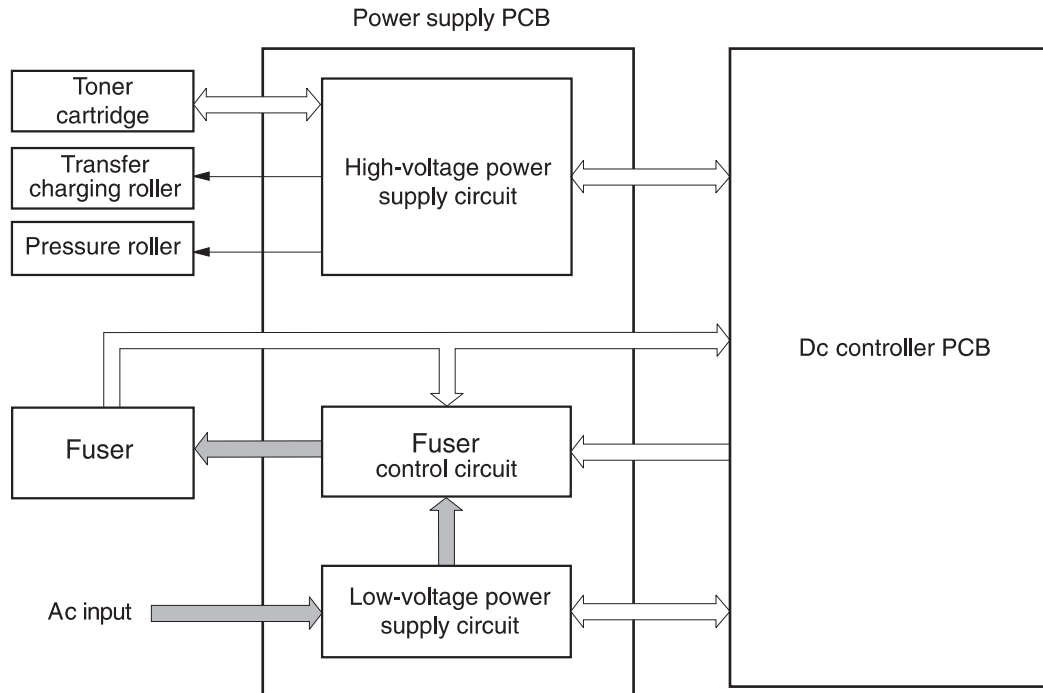 Power supply PCB
Toner
cartridge
Transfer
charging roller
Pressure roller
High-voltage power
supply circuit
Dc controller PCB
Fuser
Fuser
control circuit
Ac input
Low-voltage power
supply circuit